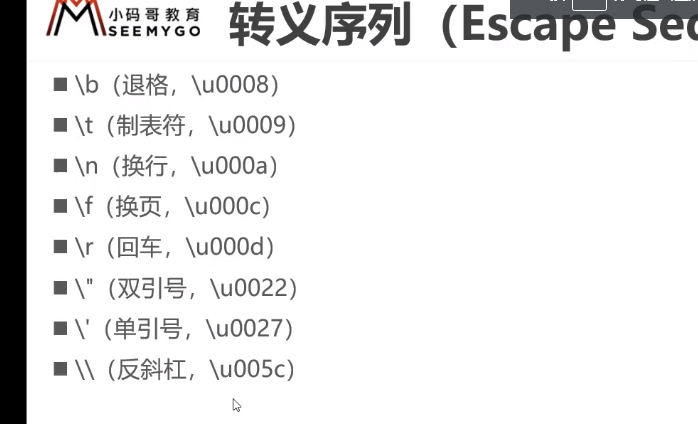 小码哥教育
SEEMYGO
转义序列（Escape
■ \b（退格，\u0008）
■ \t（制表符，\u0009）
■ \n（换行，\u000a）
■ \f（换页，\u000c）
■ \r（回车，\u000d）
■ \"（双引号，\u0022）
■ \'（单引号，\u0027）
■ \\（反斜杠，\u005c）